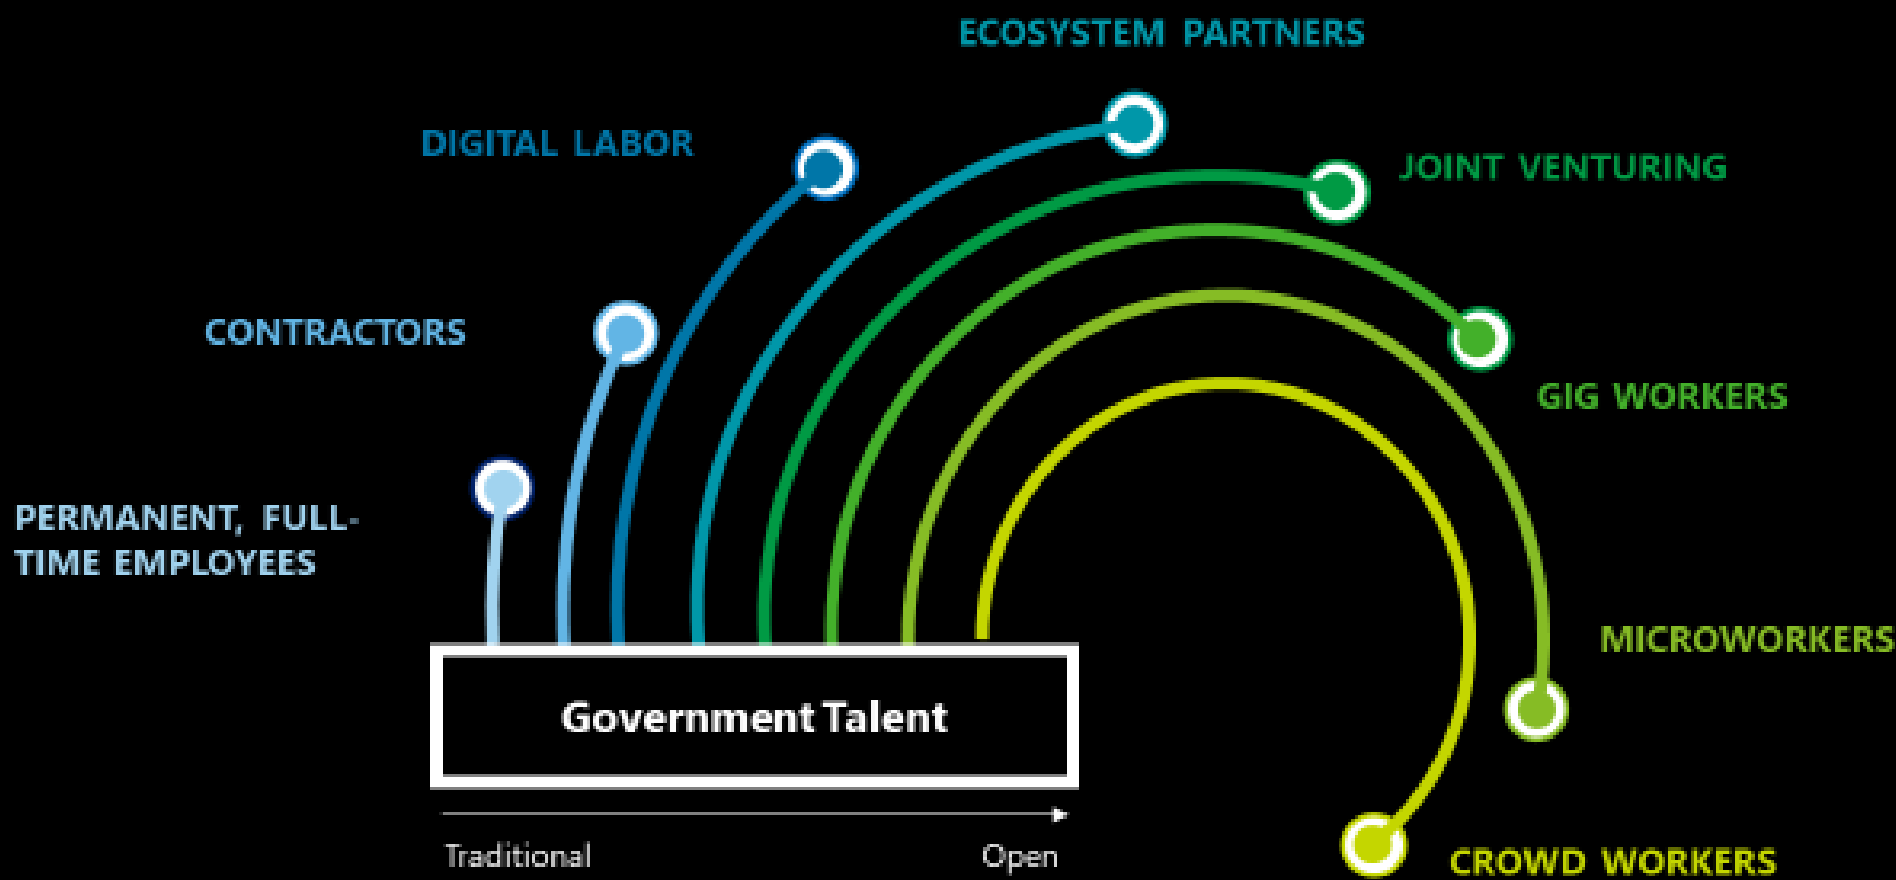 ECOSYSTEM PARTNERS
DIGITAL LABOR
JOINT VENTURING
CONTRACTORS
GIG WORKERS
PERMANENT, FULL-
TIME EMPLOYEES
MICROWORKERS
Government Talent
Traditional
Open
CROWD WORKERS